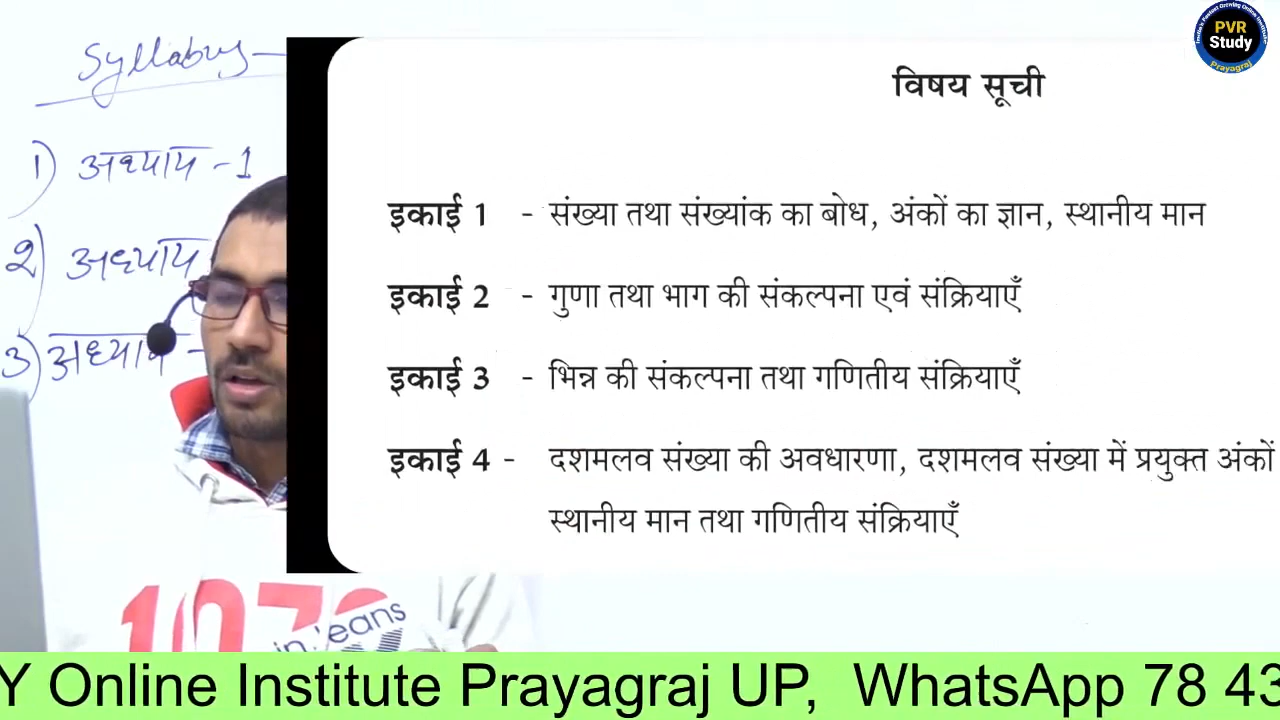 Syllabus
1) अध्याय - 1
2) अध्याय
3) अध्याय -
विषय सूची
इकाई 1 - संख्या तथा संख्यांक का बोध, अंकों का ज्ञान, स्थानीय मान
इकाई 2 - गुणा तथा भाग की संकल्पना एवं संक्रियाएँ
इकाई 3 - भिन्न की संकल्पना तथा गणितीय संक्रियाएँ
इकाई 4 - दशमलव संख्या की अवधारणा, दशमलव संख्या में प्रयुक्त अंकों
स्थानीय मान तथा गणितीय संक्रियाएँ
PVR
Study
Prayagraj
in Jeans
Y Online Institute Prayagraj UP, WhatsApp 78 43